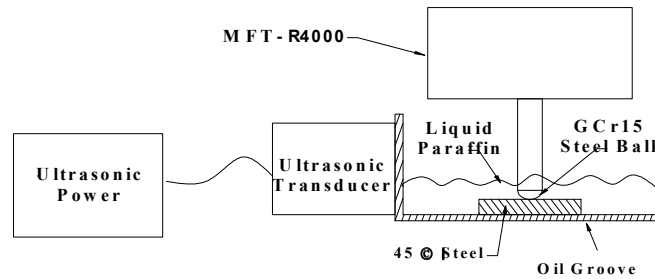 MFT-R4000
Liquid
Paraffin
GCr15
Steel Ball
Ultrasonic
Power
Ultrasonic
Transducer
45 Steel
Oil Groove